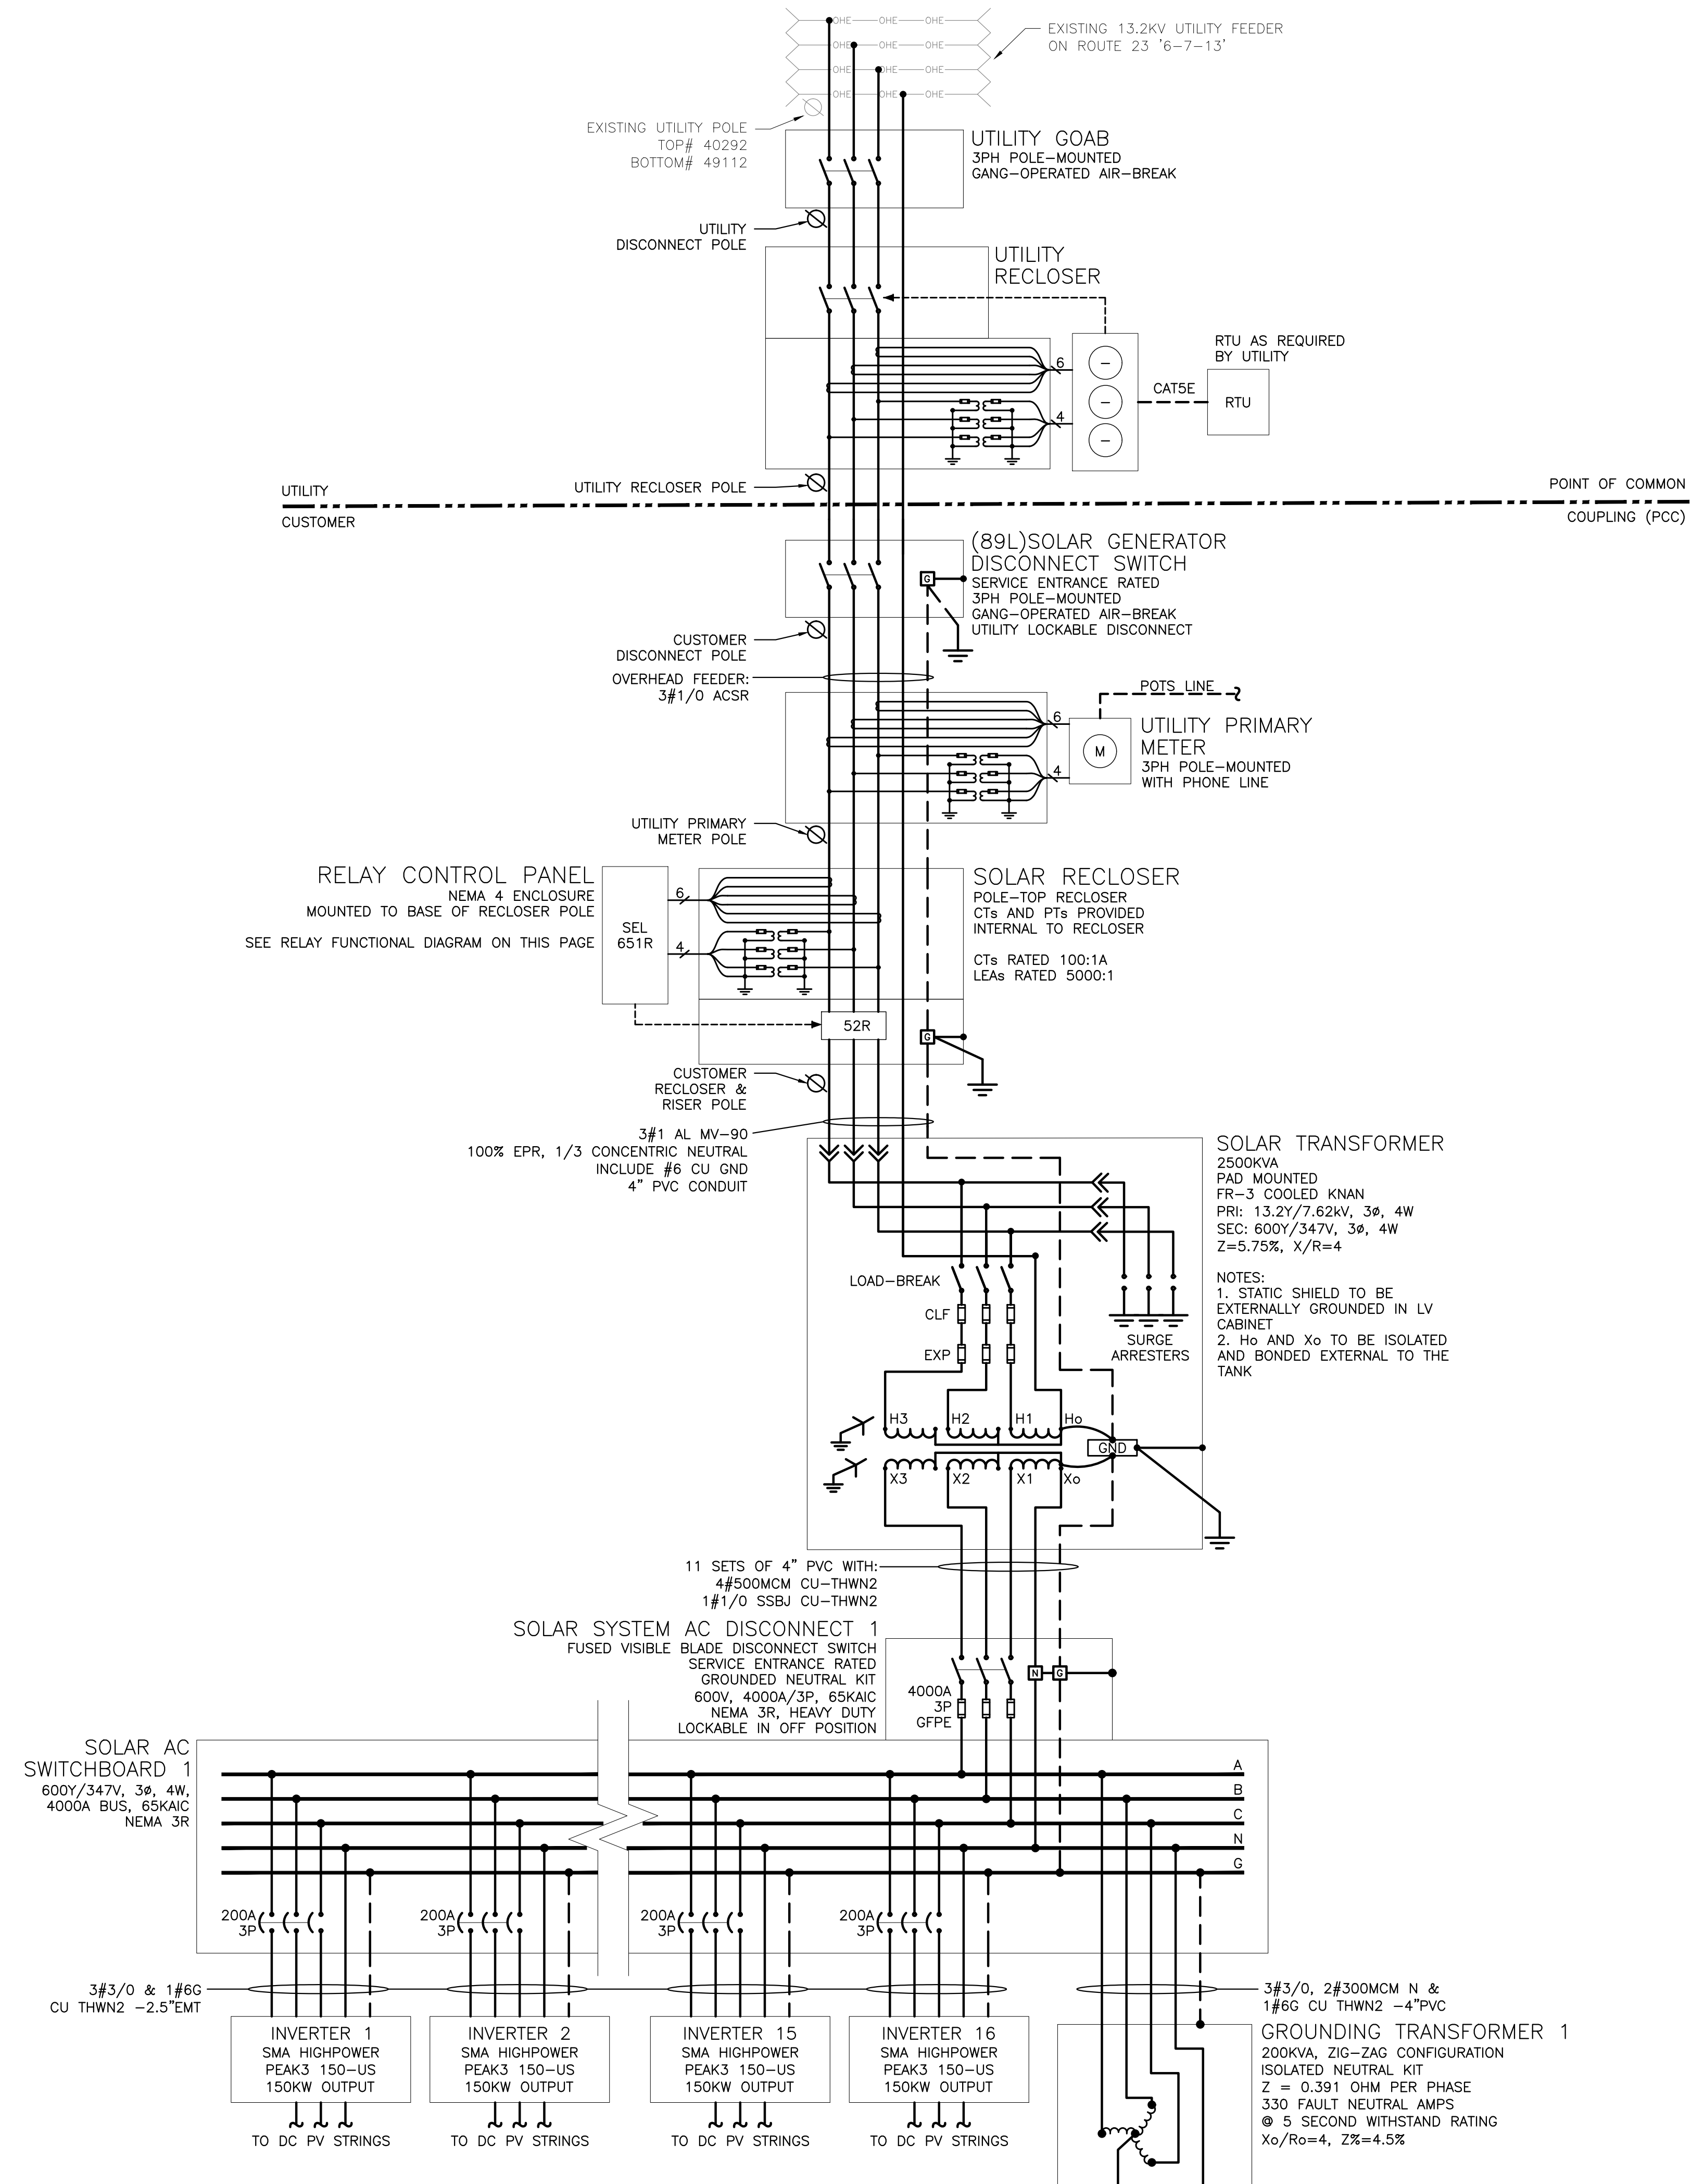 OHE OHE OHE
OHE OHE OHE
OHE OHE OHE
OHE OHE OHE
EXISTING 13.2KV UTILITY FEEDER
ON ROUTE 23 '6-7-13'
EXISTING UTILITY POLE
TOP# 40292
BOTTOM# 49112
UTILITY GOAB
3PH POLE-MOUNTED
GANG-OPERATED AIR-BREAK
UTILITY
DISCONNECT POLE
UTILITY
RECLOSER
6
4
CAT5E
RTU AS REQUIRED
BY UTILITY
RTU
UTILITY RECLOSER POLE
UTILITY
CUSTOMER
POINT OF COMMON
COUPLING (PCC)
(89L)SOLAR GENERATOR
DISCONNECT SWITCH
SERVICE ENTRANCE RATED
3PH POLE-MOUNTED
GANG-OPERATED AIR-BREAK
UTILITY LOCKABLE DISCONNECT
G
CUSTOMER
DISCONNECT POLE
OVERHEAD FEEDER:
3#1/0 ACSR
POTS LINE
6
4
M
UTILITY PRIMARY
METER
3PH POLE-MOUNTED
WITH PHONE LINE
UTILITY PRIMARY
METER POLE
RELAY CONTROL PANEL
NEMA 4 ENCLOSURE
MOUNTED TO BASE OF RECLOSER POLE
SEE RELAY FUNCTIONAL DIAGRAM ON THIS PAGE
SEL
651R
6
4
SOLAR RECLOSER
POLE-TOP RECLOSER
CTs AND PTs PROVIDED
INTERNAL TO RECLOSER
CTs RATED 100:1A
LEAs RATED 5000:1
52R
G
CUSTOMER
RECLOSER &
RISER POLE
3#1 AL MV-90
100% EPR, 1/3 CONCENTRIC NEUTRAL
INCLUDE #6 CU GND
4" PVC CONDUIT
SOLAR TRANSFORMER
2500KVA
PAD MOUNTED
FR-3 COOLED KNAN
PRI: 13.2Y/7.62kV, 3ø, 4W
SEC: 600Y/347V, 3ø, 4W
Z=5.75%, X/R=4
NOTES:
1. STATIC SHIELD TO BE
EXTERNALLY GROUNDED IN LV
CABINET
2. Ho AND Xo TO BE ISOLATED
AND BONDED EXTERNAL TO THE
TANK
LOAD-BREAK
CLF
EXP
SURGE
ARRESTERS
H3 H2 H1 Ho
GND
X3 X2 X1 Xo
11 SETS OF 4" PVC WITH:
4#500MCM CU-THWN2
1#1/0 SSBJ CU-THWN2
SOLAR SYSTEM AC DISCONNECT 1
FUSED VISIBLE BLADE DISCONNECT SWITCH
SERVICE ENTRANCE RATED
GROUNDED NEUTRAL KIT
600V, 4000A/3P, 65KAIC
NEMA 3R, HEAVY DUTY
LOCKABLE IN OFF POSITION
4000A
3P
GFPE
N G
SOLAR AC
SWITCHBOARD 1
600Y/347V, 3ø, 4W,
4000A BUS, 65KAIC
NEMA 3R
A
B
C
N
G
200A
3P
200A
3P
200A
3P
200A
3P
3#3/0 & 1#6G
CU THWN2 -2.5"EMT
3#3/0, 2#300MCM N &
1#6G CU THWN2 -4"PVC
INVERTER 1
SMA HIGHPOWER
PEAK3 150-US
150KW OUTPUT
TO DC PV STRINGS
INVERTER 2
SMA HIGHPOWER
PEAK3 150-US
150KW OUTPUT
TO DC PV STRINGS
INVERTER 15
SMA HIGHPOWER
PEAK3 150-US
150KW OUTPUT
TO DC PV STRINGS
INVERTER 16
SMA HIGHPOWER
PEAK3 150-US
150KW OUTPUT
TO DC PV STRINGS
GROUNDING TRANSFORMER 1
200KVA, ZIG-ZAG CONFIGURATION
ISOLATED NEUTRAL KIT
Z = 0.391 OHM PER PHASE
330 FAULT NEUTRAL AMPS
@ 5 SECOND WITHSTAND RATING
Xo/Ro=4, Z%=4.5%